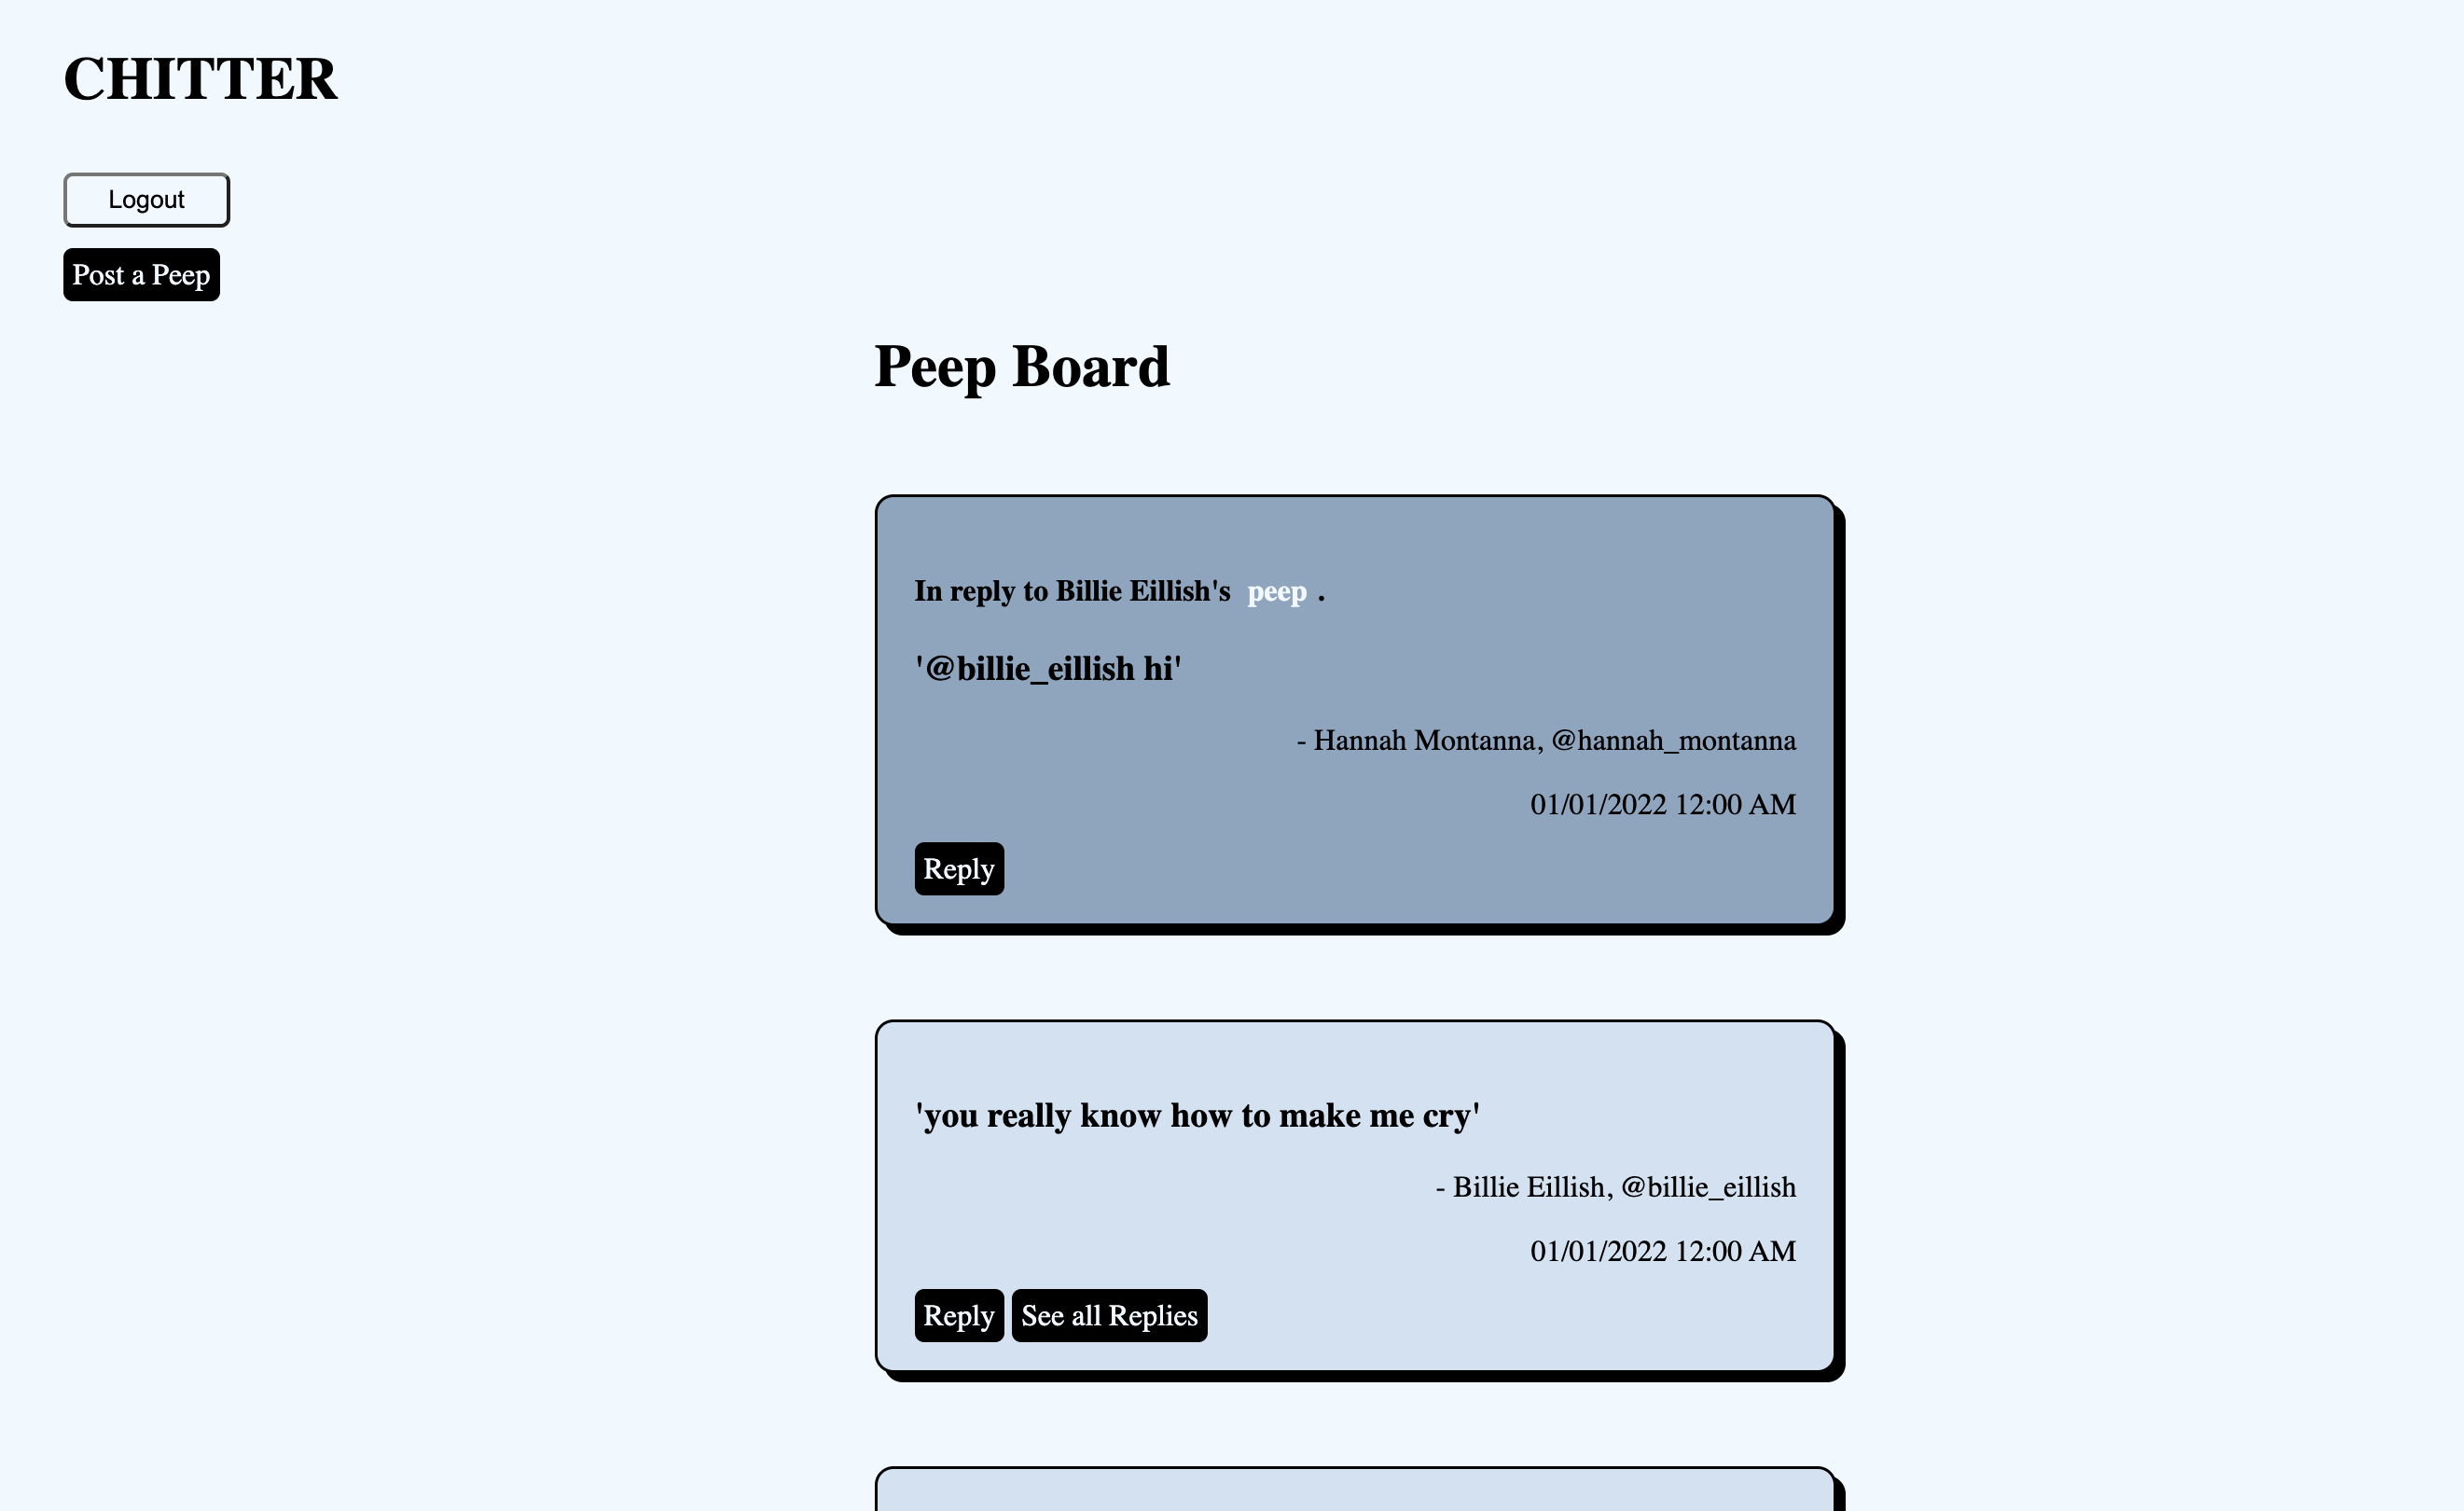 CHITTER
Logout
Post a Peep
Peep Board
In reply to Billie Eillish's peep .
'@billie_eillish hi'
- Hannah Montanna, @hannah_montanna
01/01/2022 12:00 AM
Reply
'you really know how to make me cry'
- Billie Eillish, @billie_eillish
01/01/2022 12:00 AM
Reply See all Replies